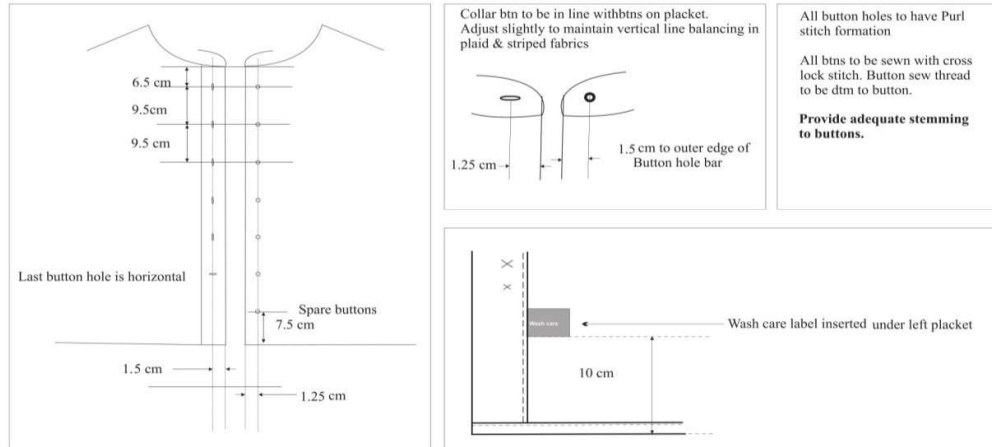 6.5 cm
9.5cm
9.5 cm
Last button hole is horizontal
Spare buttons
7.5 cm
1.5 cm
1.25 cm
Collar btn to be in line withbtns on placket.
Adjust slightly to maintain vertical line balancing in
plaid & striped fabrics
1.25 cm
1.5 cm to outer edge of
Button hole bar
All button holes to have Purl
stitch formation
All btns to be sewn with cross
lock stitch. Button sew thread
to be dtm to button.
Provide adequate stemming
to buttons.
Wash care
Wash care label inserted under left placket
10 cm